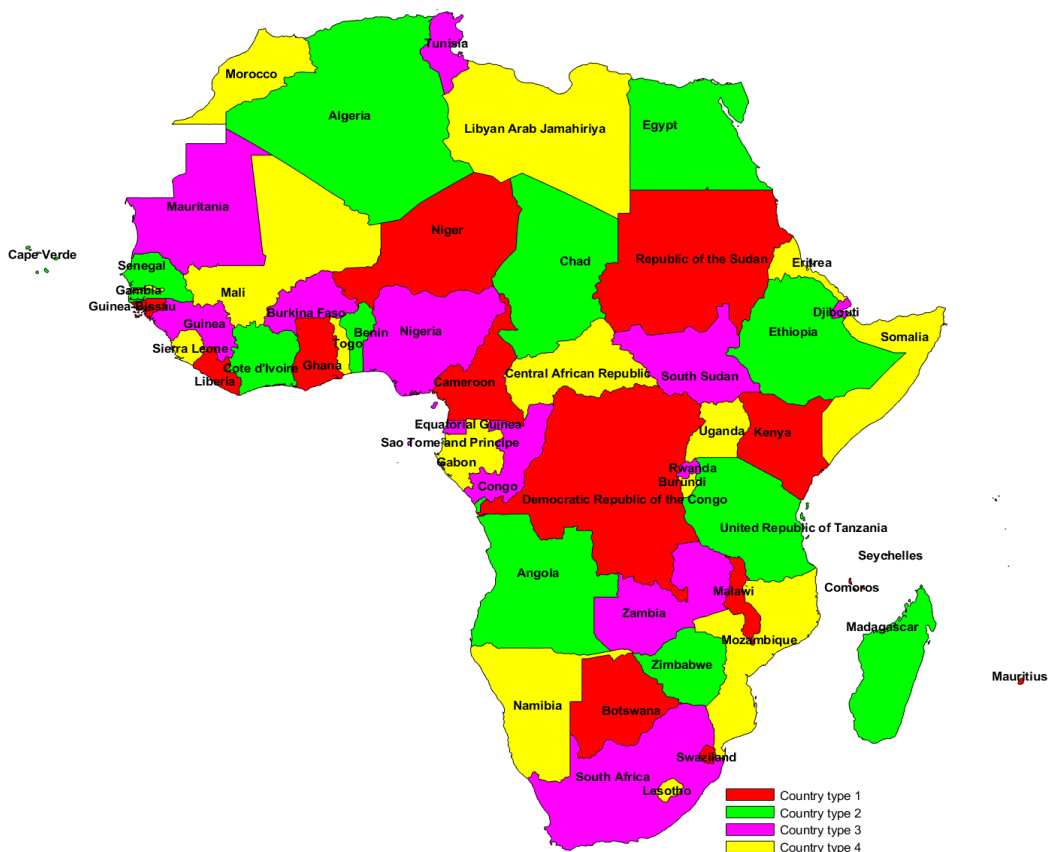 Tunisia
Morocco
Algeria
Libyan Arab Jamahiriya
Egypt
Mauritania
Niger
Cape Verde
Senegal
Chad
Republic of the Sudan
Eritrea
Gambia
Mali
Guinea-Bissau
Burkina Faso
Djibouti
Guinea
Nigeria
Benin
Ethiopia
Somalia
Togo
Sierra Leone
Cote d'Ivoire
Ghana
Central African Republic
South Sudan
Liberia
Cameroon
Equatorial Guinea
Uganda
Kenya
Sao Tome and Principe
Gabon
Rwanda
Burundi
Congo
Democratic Republic of the Congo
United Republic of Tanzania
Seychelles
Angola
Comoros
Malawi
Zambia
Madagascar
Mozambique
Zimbabwe
Mauritius
Namibia
Botswana
Swaziland
South Africa
Lesotho
Country type 1
Country type 2
Country type 3
Country type 4